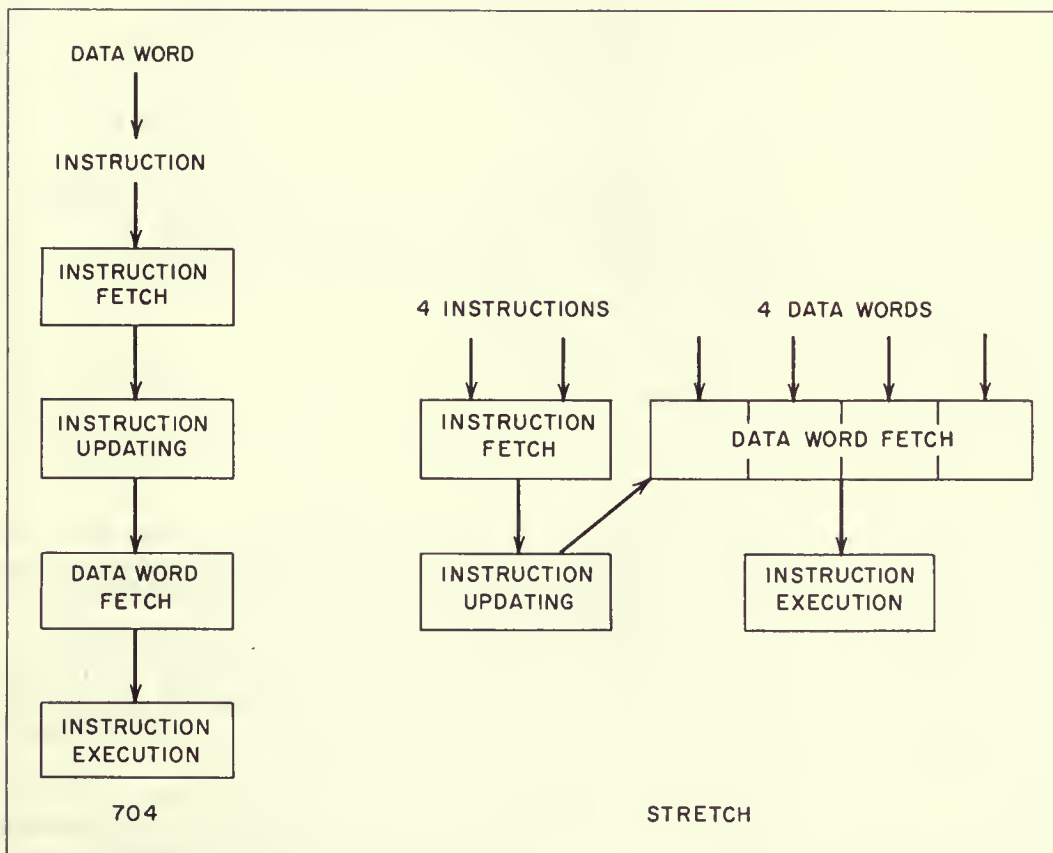 DATA WORD
INSTRUCTION
INSTRUCTION
FETCH
INSTRUCTION
UPDATING
DATA WORD
FETCH
INSTRUCTION
EXECUTION
704
4 INSTRUCTIONS
4 DATA WORDS
INSTRUCTION
FETCH
DATA WORD FETCH
INSTRUCTION
UPDATING
INSTRUCTION
EXECUTION
STRETCH